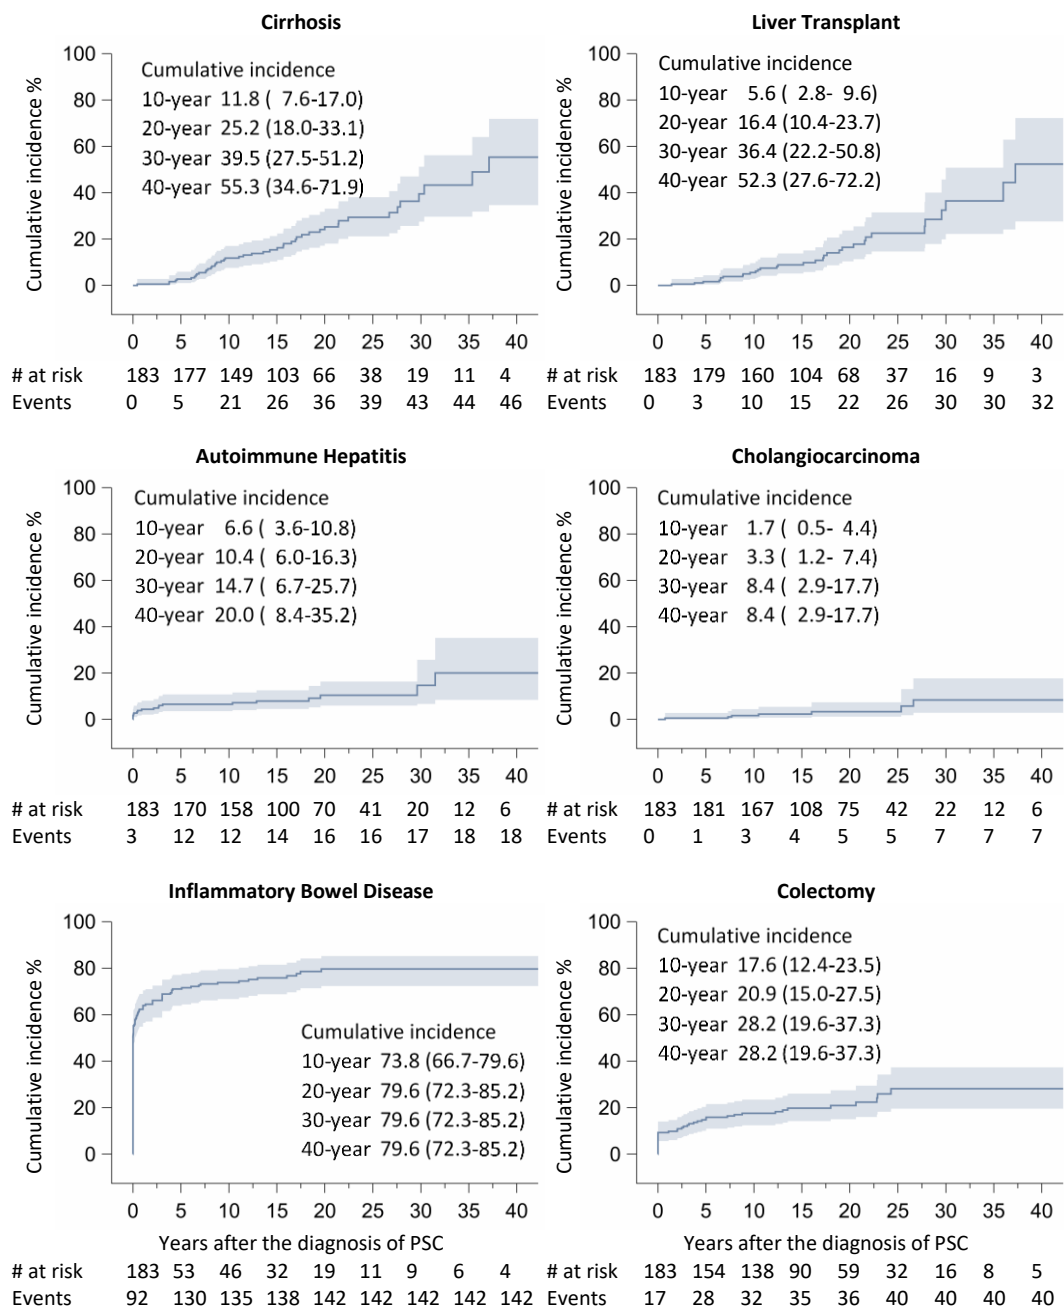 Cirrhosis
Cumulative incidence %
100
80
60
40
20
0
Cumulative incidence
10-year 11.8 ( 7.6-17.0)
20-year 25.2 (18.0-33.1)
30-year 39.5 (27.5-51.2)
40-year 55.3 (34.6-71.9)
0 5 10 15 20 25 30 35 40
# at risk 183 177 149 103 66 38 19 11 4
Events 0 5 21 26 36 39 43 44 46
Liver Transplant
Cumulative incidence %
100
80
60
40
20
0
Cumulative incidence
10-year 5.6 ( 2.8- 9.6)
20-year 16.4 (10.4-23.7)
30-year 36.4 (22.2-50.8)
40-year 52.3 (27.6-72.2)
0 5 10 15 20 25 30 35 40
# at risk 183 179 160 104 68 37 16 9 3
Events 0 3 10 15 22 26 30 30 32
Autoimmune Hepatitis
Cumulative incidence %
100
80
60
40
20
0
Cumulative incidence
10-year 6.6 ( 3.6-10.8)
20-year 10.4 ( 6.0-16.3)
30-year 14.7 ( 6.7-25.7)
40-year 20.0 ( 8.4-35.2)
0 5 10 15 20 25 30 35 40
# at risk 183 170 158 100 70 41 20 12 6
Events 3 12 12 14 16 16 17 18 18
Cholangiocarcinoma
Cumulative incidence %
100
80
60
40
20
0
Cumulative incidence
10-year 1.7 ( 0.5- 4.4)
20-year 3.3 ( 1.2- 7.4)
30-year 8.4 ( 2.9-17.7)
40-year 8.4 ( 2.9-17.7)
0 5 10 15 20 25 30 35 40
# at risk 183 181 167 108 75 42 22 12 6
Events 0 1 3 4 5 5 7 7 7
Inflammatory Bowel Disease
Cumulative incidence %
100
80
60
40
20
0
Cumulative incidence
10-year 73.8 (66.7-79.6)
20-year 79.6 (72.3-85.2)
30-year 79.6 (72.3-85.2)
40-year 79.6 (72.3-85.2)
0 5 10 15 20 25 30 35 40
Years after the diagnosis of PSC
# at risk 183 53 46 32 19 11 9 6 4
Events 92 130 135 138 142 142 142 142 142
Colectomy
Cumulative incidence %
100
80
60
40
20
0
Cumulative incidence
10-year 17.6 (12.4-23.5)
20-year 20.9 (15.0-27.5)
30-year 28.2 (19.6-37.3)
40-year 28.2 (19.6-37.3)
0 5 10 15 20 25 30 35 40
Years after the diagnosis of PSC
# at risk 183 154 138 90 59 32 16 8 5
Events 17 28 32 35 36 40 40 40 40